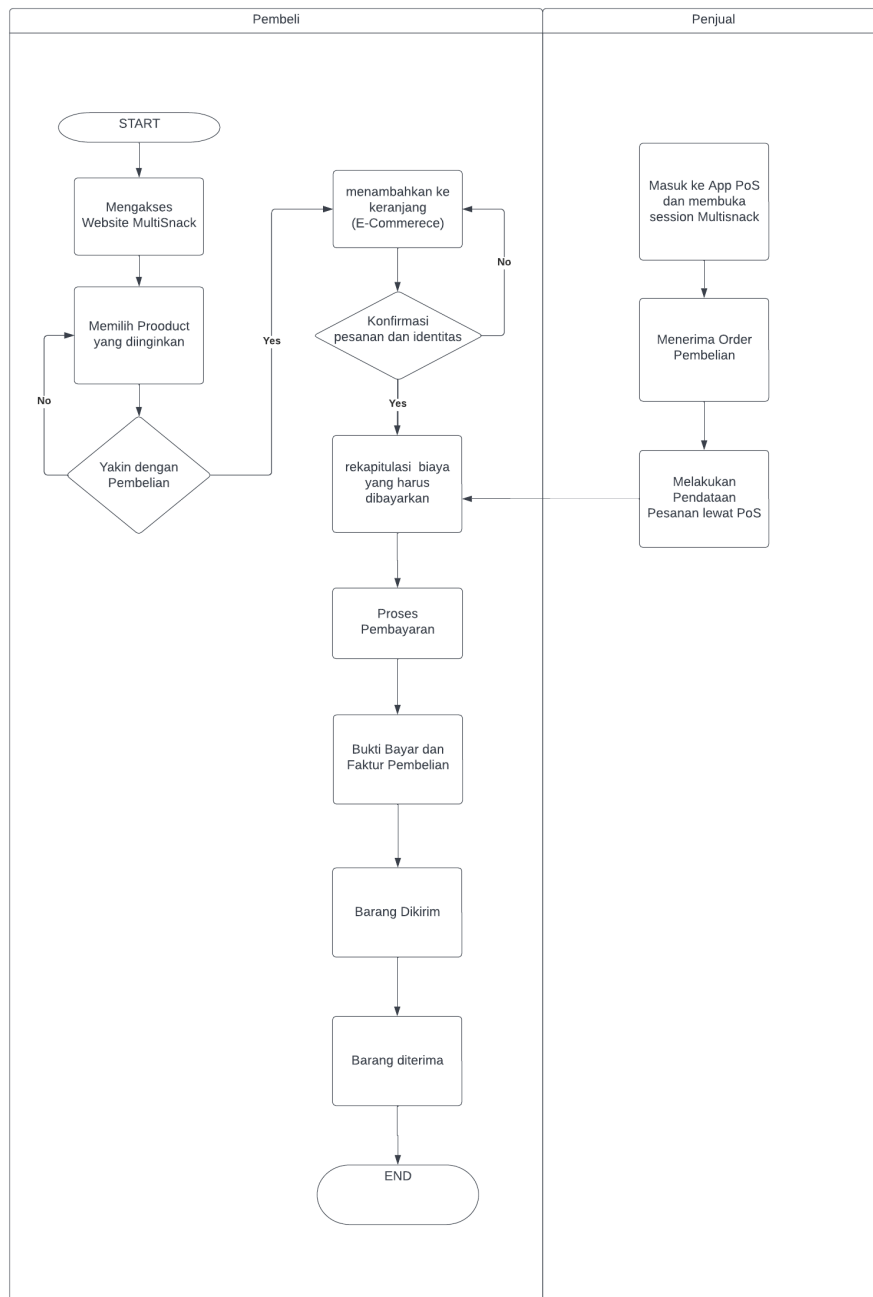 Pembeli
Penjual
START
Mengakses
Website MultiSnack
Memilih Prooduct
yang diinginkan
No
Yakin dengan
Pembelian
Yes
menambahkan ke
keranjang
(E-Commerece)
No
Konfirmasi
pesanan dan identitas
Yes
rekapitulasi biaya
yang harus
dibayarkan
Proses
Pembayaran
Bukti Bayar dan
Faktur Pembelian
Barang Dikirim
Barang diterima
END
Masuk ke App PoS
dan membuka
session Multisnack
Menerima Order
Pembelian
Melakukan
Pendataan
Pesanan lewat PoS